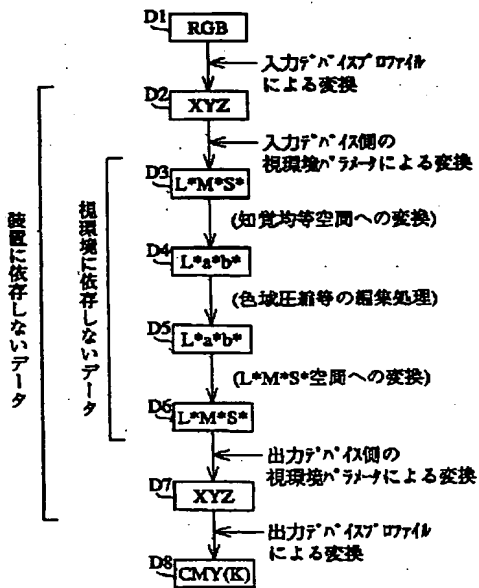 D1
RGB
入力デバイスプロファイル
による変換
D2
XYZ
入力デバイス側の
視環境パラメータによる変換
D3
L*M*S*
(知覚均等空間への変換)
D4
L*a*b*
(色域圧縮等の編集処理)
D5
L*a*b*
(L*M*S*空間への変換)
D6
L*M*S*
出力デバイス側の
視環境パラメータによる変換
D7
XYZ
出力デバイスプロファイル
による変換
D8
CMY(K)
装置に依存しないデータ
視環境に依存しないデータ